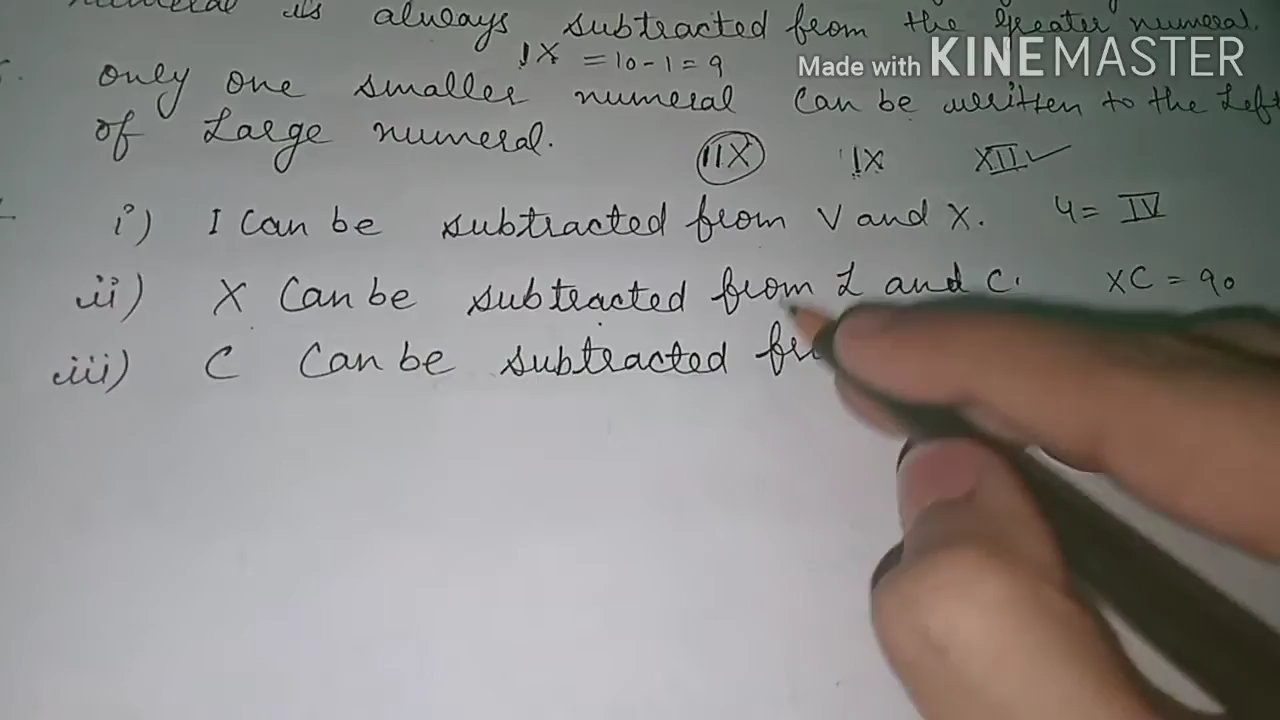 numeral is always subtracted from the greater numeral.
IX = 10 - 1 = 9
Made with KINEMASTER
only one smaller numeral can be written to the left
of Large numeral.
IIX IX XII ✓
i) I can be subtracted from V and X. 4 = IV
ii) X can be subtracted from L and C. XC = 90
iii) C can be subtracted